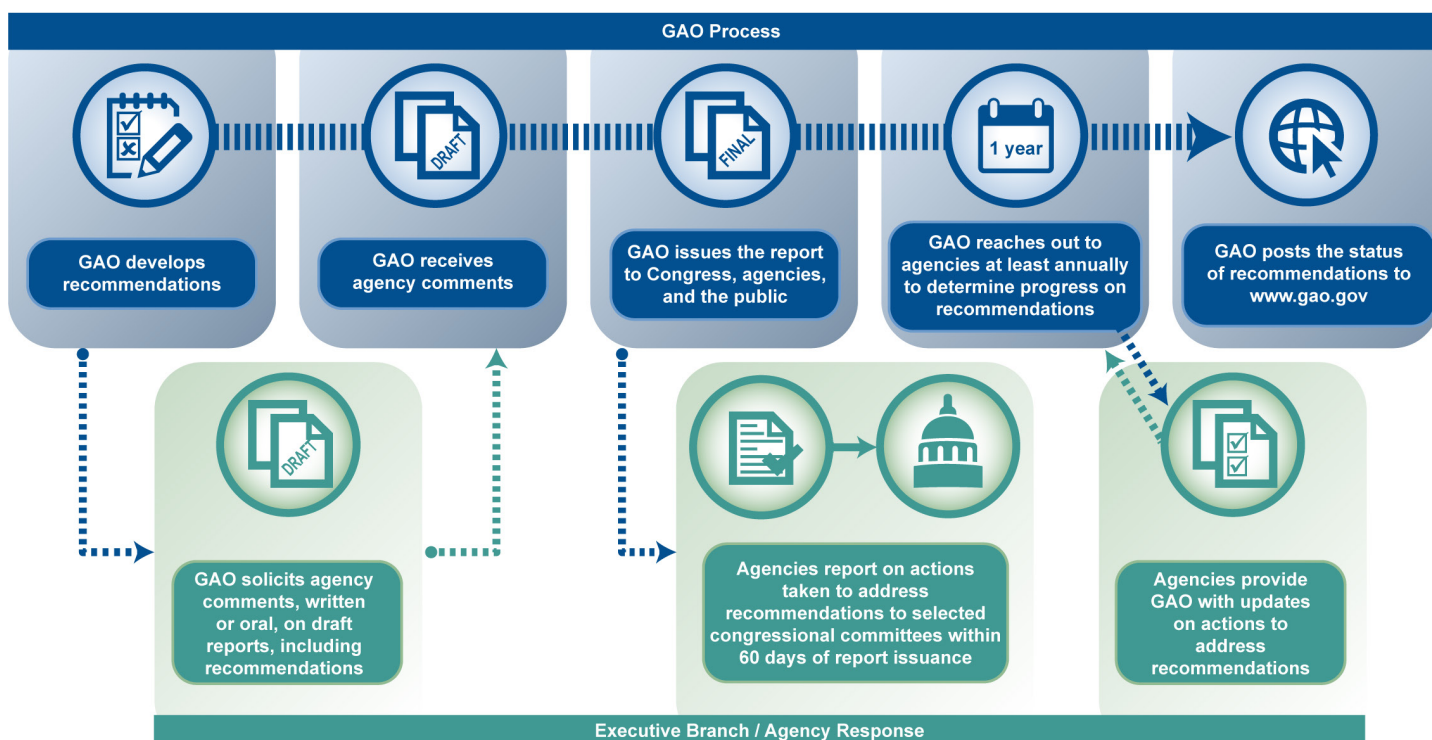 GAO Process
DRAFT
FINAL
1 year
GAO develops
recommendations
GAO receives
agency comments
GAO issues the report
to Congress, agencies,
and the public
GAO reaches out to
agencies at least annually
to determine progress on
recommendations
GAO posts the status
of recommendations to
www.gao.gov
DRAFT
GAO solicits agency
comments, written
or oral, on draft
reports, including
recommendations
Agencies report on actions
taken to address
recommendations to selected
congressional committees within
60 days of report issuance
Agencies provide
GAO with updates
on actions to
address
recommendations
Executive Branch / Agency Response